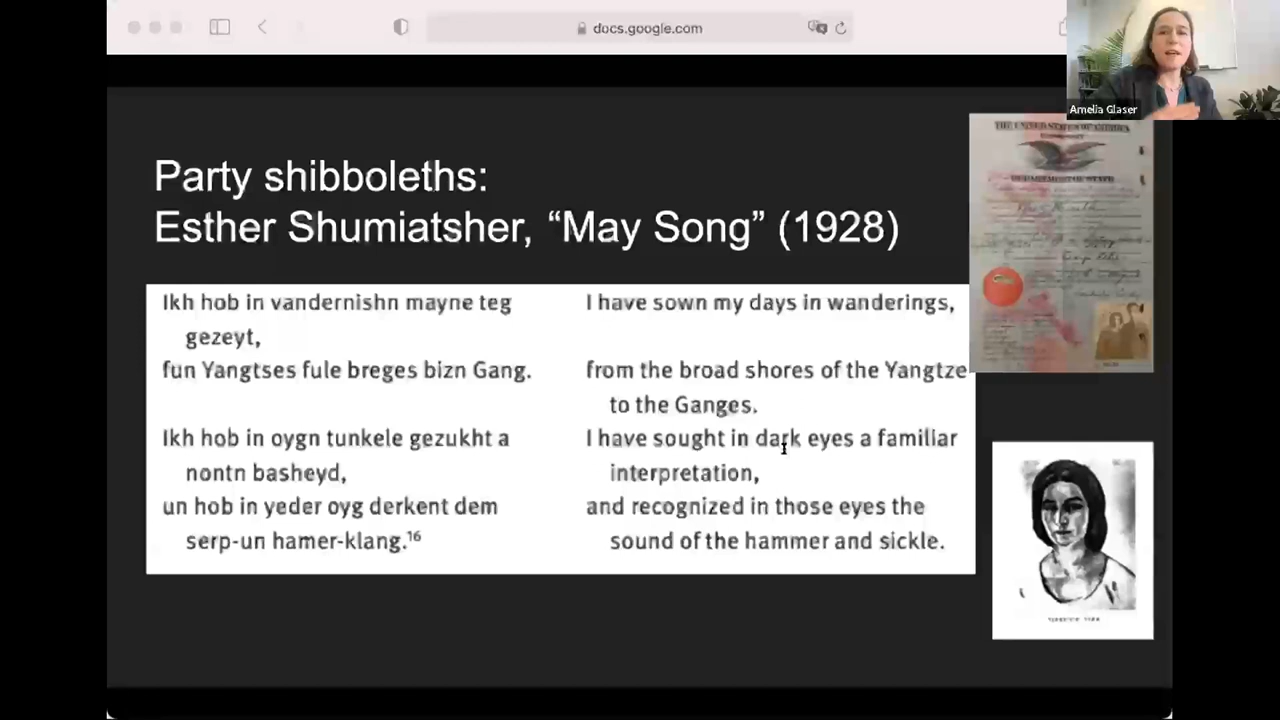 docs.google.com
Amelia Glaser
THE UNITED STATES OF AMERICA
DEPARTMENT OF STATE
Party shibboleths:
Esther Shumiatsher, “May Song” (1928)
Ikh hob in vandernishn mayne teg
gezeyt,
fun Yangtses fule breges bizn Gang.
Ikh hob in oygn tunkele gezukht a
nontn basheyd,
un hob in yeder oyg derkent dem
serp-un hamer-klang.¹⁶
I have sown my days in wanderings,
from the broad shores of the Yangtze
to the Ganges.
I have sought in dark eyes a familiar
interpretation,
and recognized in those eyes the
sound of the hammer and sickle.